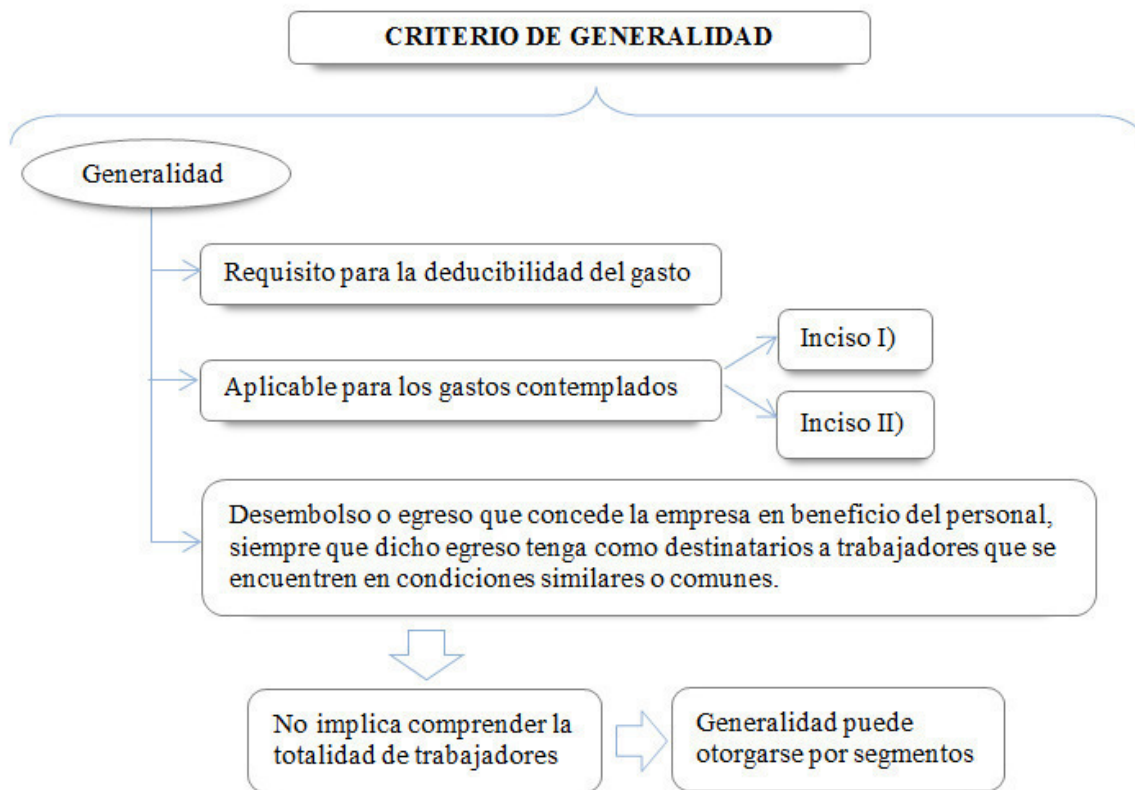 CRITERIO DE GENERALIDAD
Generalidad
Requisito para la deducibilidad del gasto
Aplicable para los gastos contemplados
Inciso I)
Inciso II)
Desembolso o egreso que concede la empresa en beneficio del personal,
siempre que dicho egreso tenga como destinatarios a trabajadores que se
encuentren en condiciones similares o comunes.
No implica comprender la
totalidad de trabajadores
Generalidad puede
otorgarse por segmentos